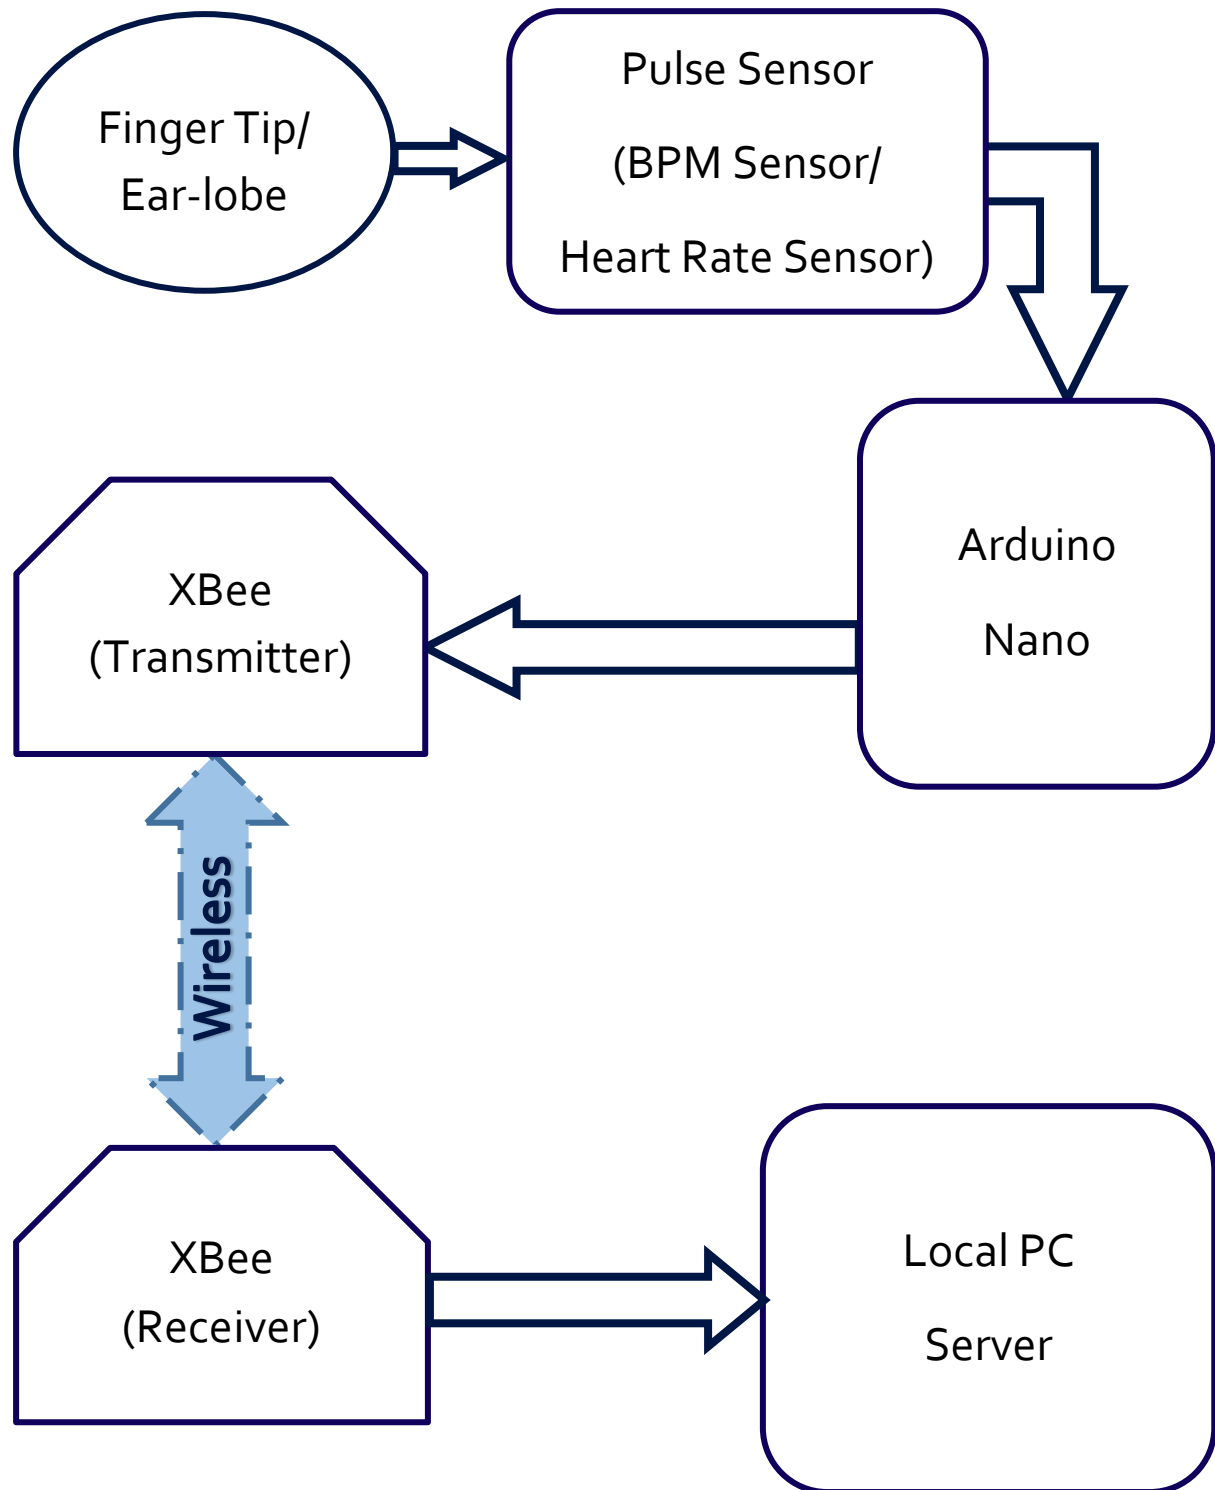 Finger Tip/
Ear-lobe
Pulse Sensor
(BPM Sensor/
Heart Rate Sensor)
Arduino
Nano
XBee
(Transmitter)
Wireless
XBee
(Receiver)
Local PC
Server